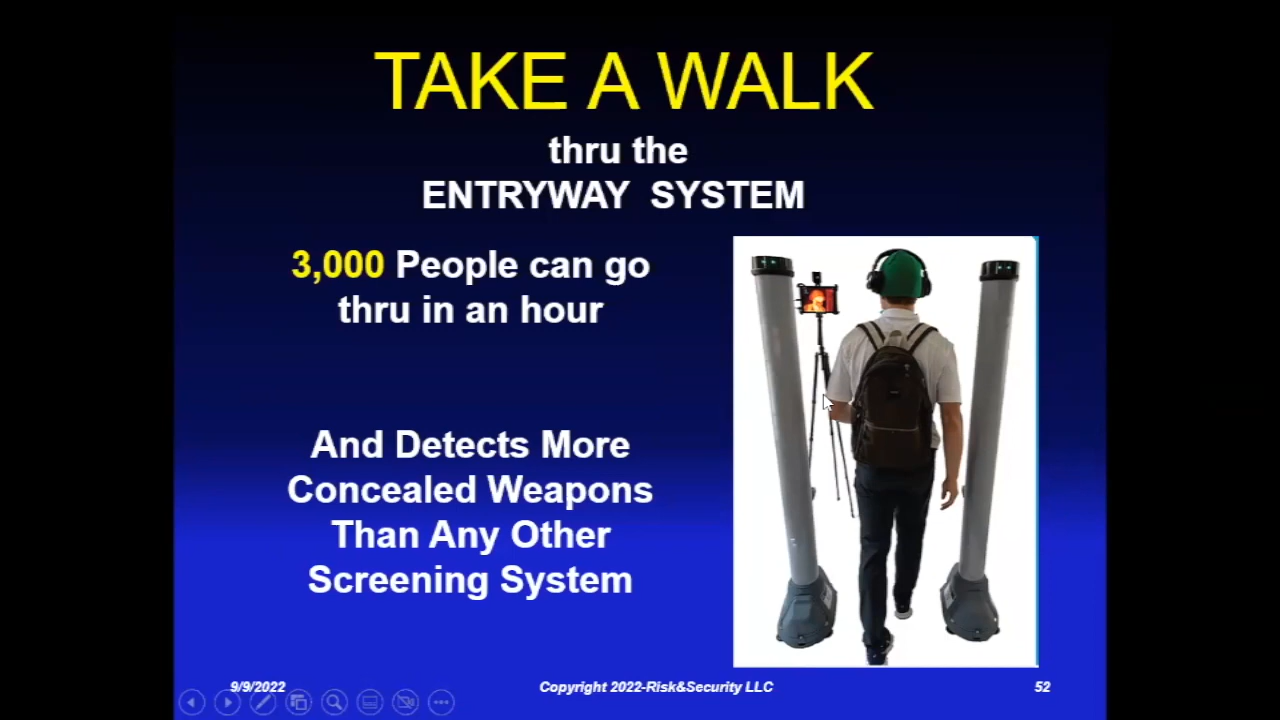 TAKE A WALK
thru the
ENTRYWAY SYSTEM
3,000 People can go
thru in an hour
And Detects More
Concealed Weapons
Than Any Other
Screening System
9/9/2022
Copyright 2022-Risk&Security LLC
52